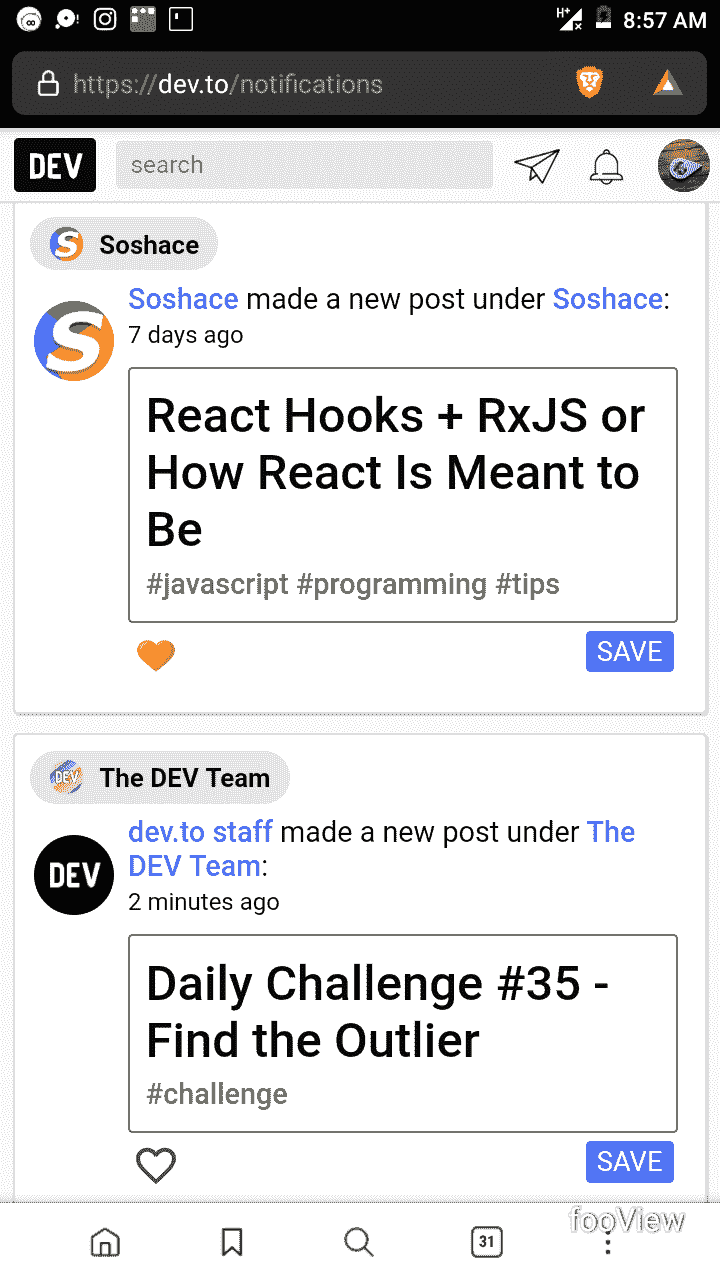 H+ 8:57 AM
https://dev.to/notifications
DEV search
S Soshace
Soshace made a new post under Soshace:
S
7 days ago
React Hooks + RxJS or
How React Is Meant to
Be
#javascript #programming #tips
SAVE
DEV The DEV Team
dev.to staff made a new post under The
DEV Team:
DEV
2 minutes ago
Daily Challenge #35 -
Find the Outlier
#challenge
SAVE
fooView
31